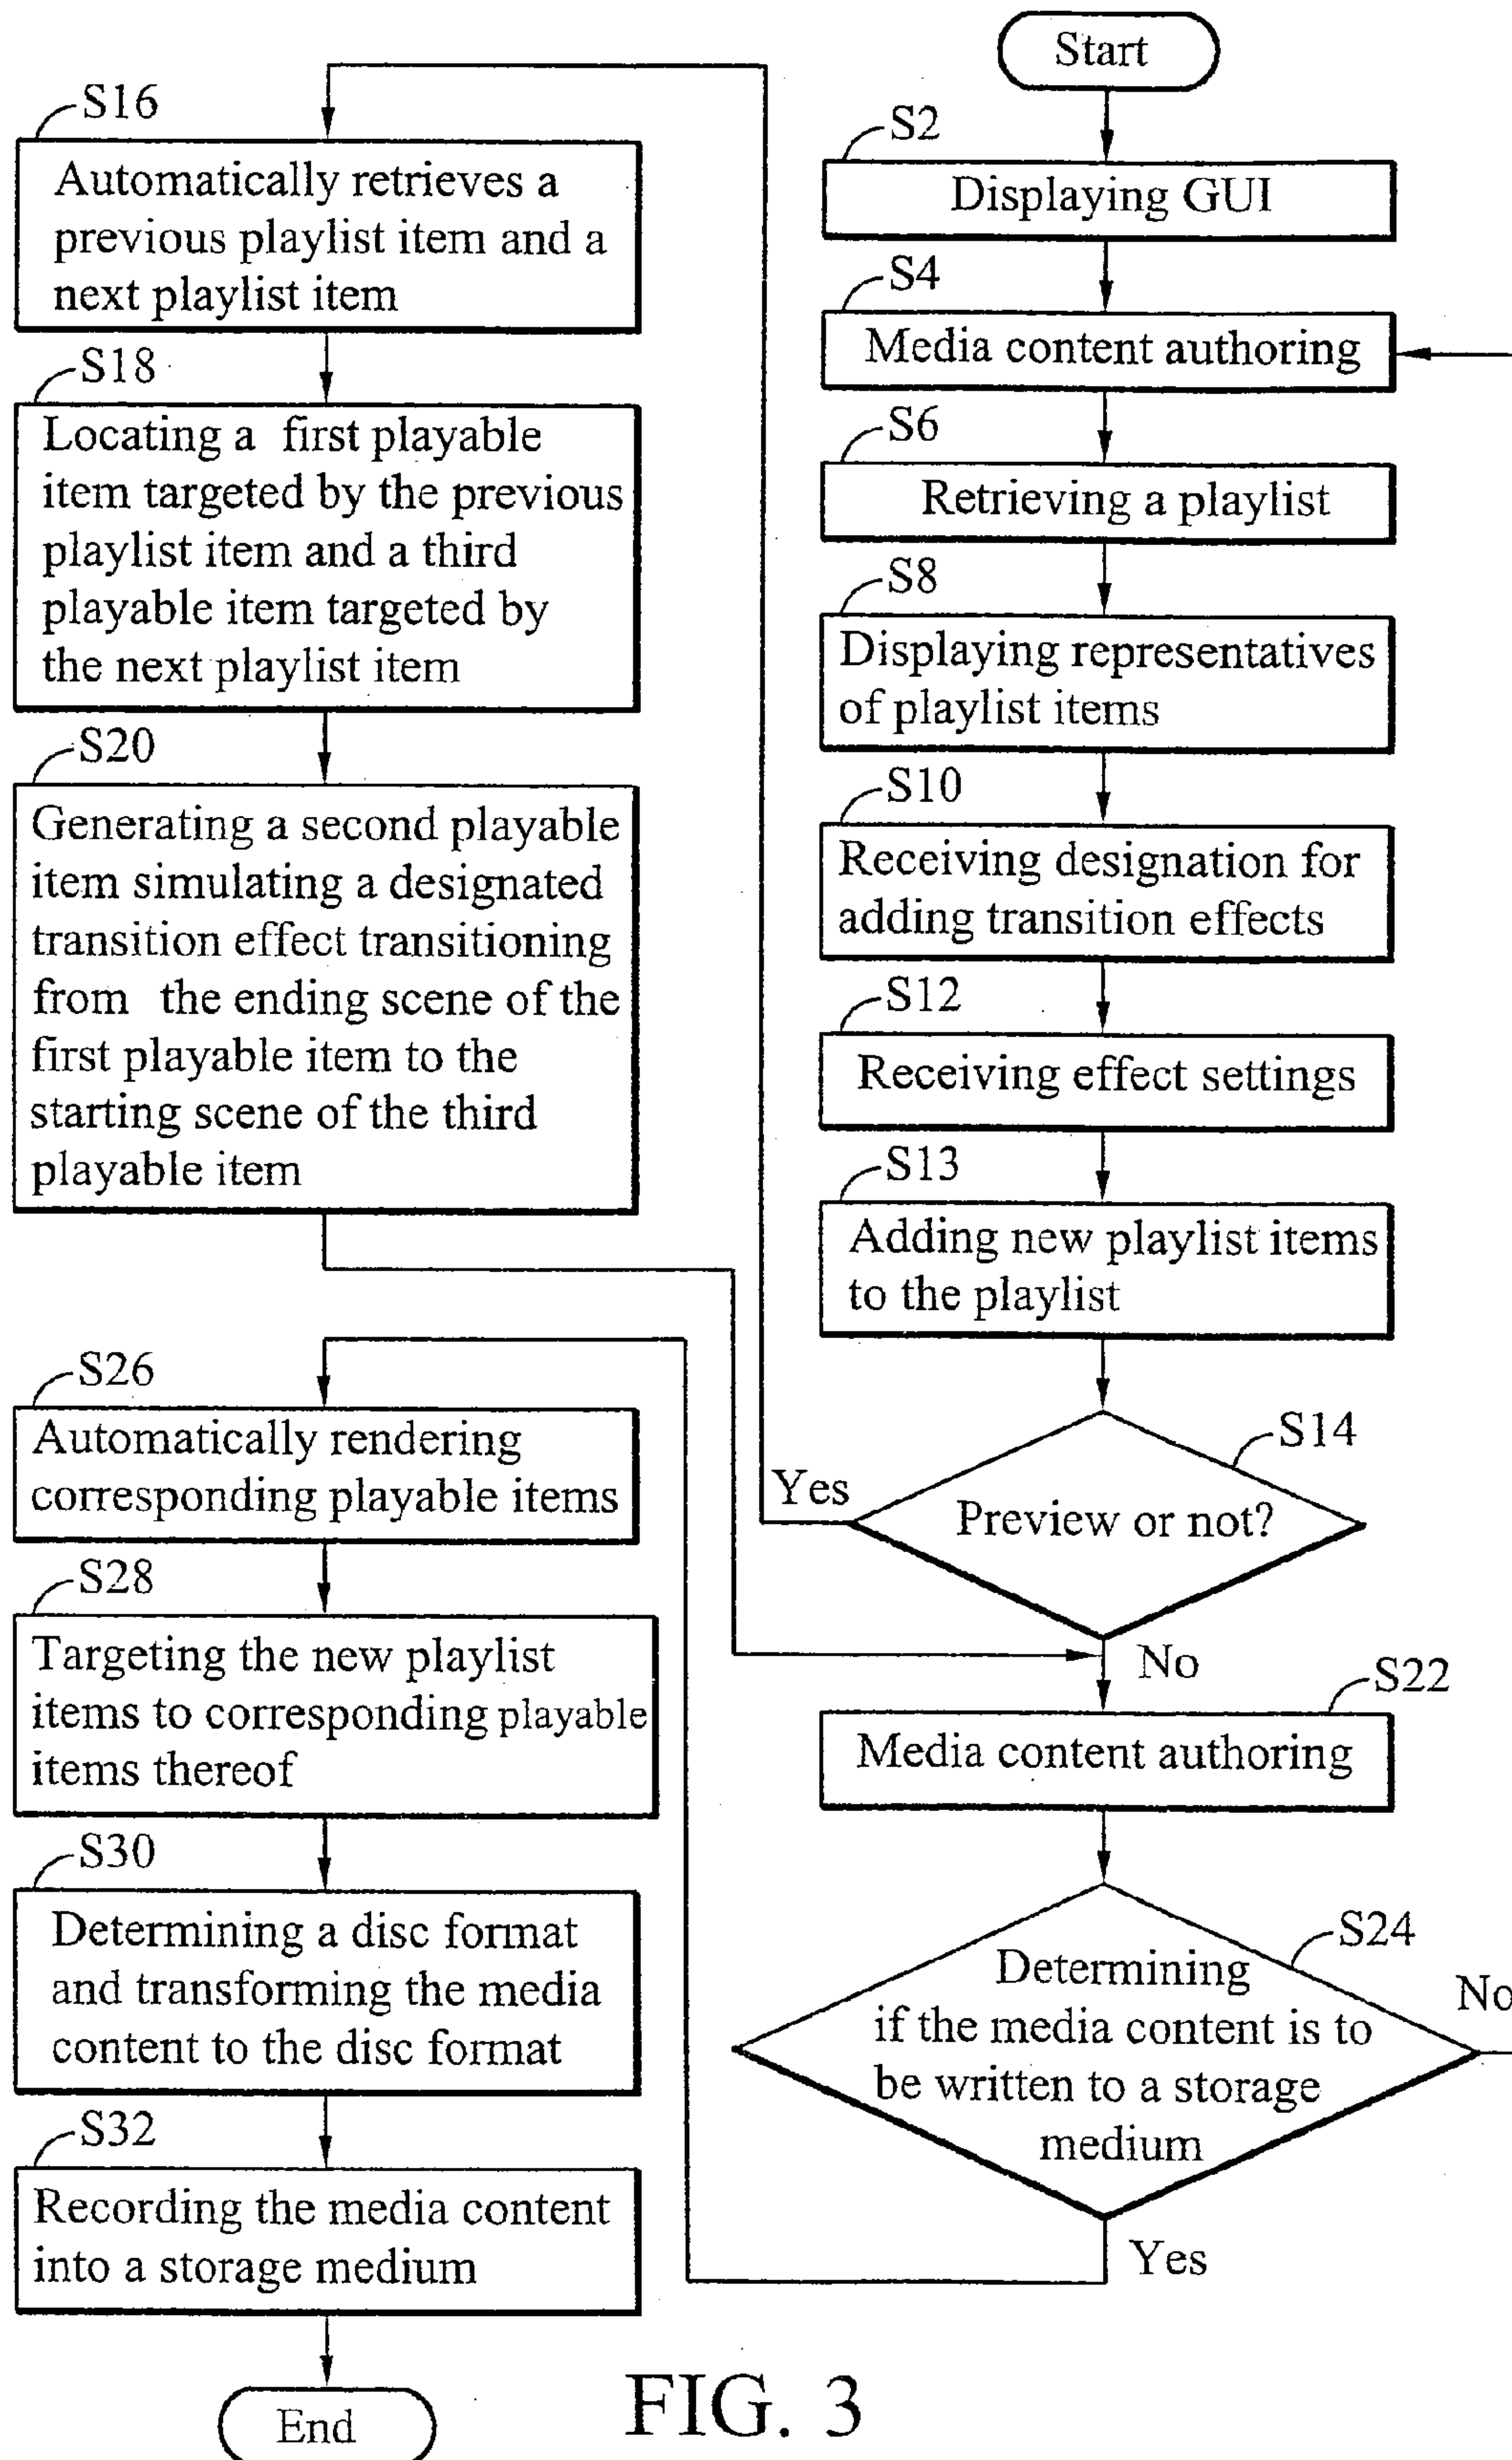 Start
S2
Displaying GUI
S4
Media content authoring
S6
Retrieving a playlist
S8
Displaying representatives
of playlist items
S10
Receiving designation for
adding transition effects
S12
Receiving effect settings
S13
Adding new playlist items
to the playlist
S14
Preview or not?
Yes
No
S16
Automatically retrieves a
previous playlist item and a
next playlist item
S18
Locating a first playable
item targeted by the previous
playlist item and a third
playable item targeted by
the next playlist item
S20
Generating a second playable
item simulating a designated
transition effect transitioning
from the ending scene of the
first playable item to the
starting scene of the third
playable item
S22
Media content authoring
S24
Determining
if the media content is to
be written to a storage
medium
No
Yes
S26
Automatically rendering
corresponding playable items
S28
Targeting the new playlist
items to corresponding playable
items thereof
S30
Determining a disc format
and transforming the media
content to the disc format
S32
Recording the media content
into a storage medium
End
FIG. 3